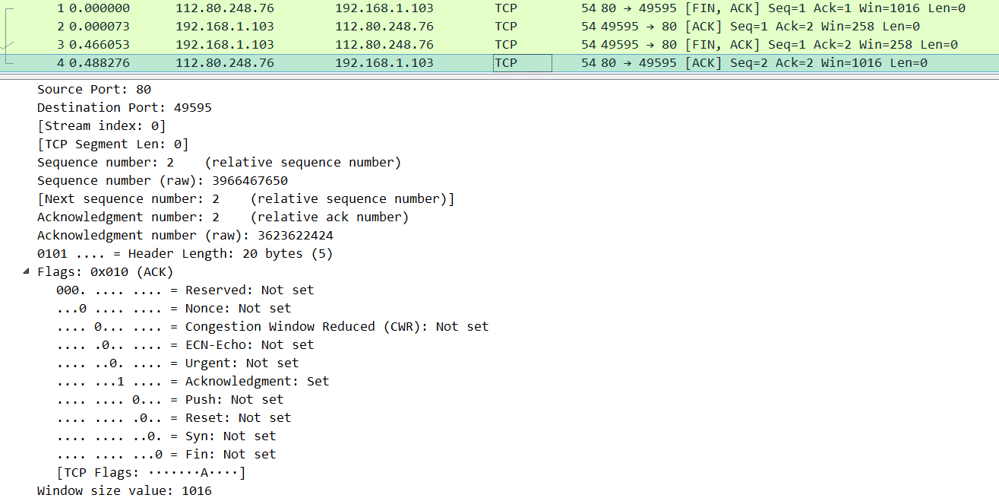 1 0.000000 112.80.248.76 192.168.1.103 TCP 54 80 → 49595 [FIN, ACK] Seq=1 Ack=1 Win=1016 Len=0
2 0.000073 192.168.1.103 112.80.248.76 TCP 54 49595 → 80 [ACK] Seq=1 Ack=2 Win=258 Len=0
3 0.466053 192.168.1.103 112.80.248.76 TCP 54 49595 → 80 [FIN, ACK] Seq=1 Ack=2 Win=258 Len=0
4 0.488276 112.80.248.76 192.168.1.103 TCP 54 80 → 49595 [ACK] Seq=2 Ack=2 Win=1016 Len=0
Source Port: 80
Destination Port: 49595
[Stream index: 0]
[TCP Segment Len: 0]
Sequence number: 2    (relative sequence number)
Sequence number (raw): 3966467650
[Next sequence number: 2    (relative sequence number)]
Acknowledgment number: 2    (relative ack number)
Acknowledgment number (raw): 3623622424
0101 .... = Header Length: 20 bytes (5)
Flags: 0x010 (ACK)
000. .... .... = Reserved: Not set
...0 .... .... = Nonce: Not set
.... 0... .... = Congestion Window Reduced (CWR): Not set
.... .0.. .... = ECN-Echo: Not set
.... ..0. .... = Urgent: Not set
.... ...1 .... = Acknowledgment: Set
.... .... 0... = Push: Not set
.... .... .0.. = Reset: Not set
.... .... ..0. = Syn: Not set
.... .... ...0 = Fin: Not set
[TCP Flags: ·······A····]
Window size value: 1016